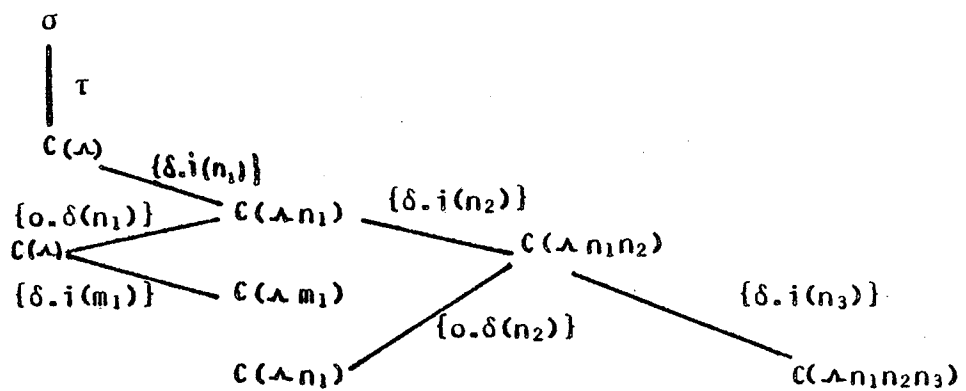 σ
τ
C(Λ)
{δ.i(n₁)}
{o.δ(n₁)} C(Λn₁) {δ.i(n₂)}
C(Λ) C(Λn₁n₂)
{δ.i(m₁)} C(Λm₁) {δ.i(n₃)}
{o.δ(n₂)}
C(Λn₁) C(Λn₁n₂n₃)